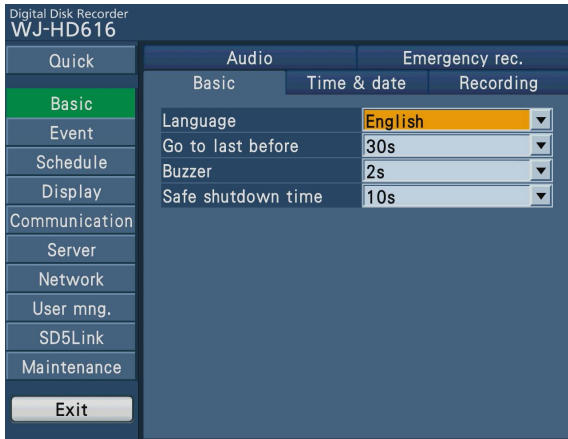 Digital Disk Recorder
WJ-HD616
Quick
Basic
Event
Schedule
Display
Communication
Server
Network
User mng.
SD5Link
Maintenance
Exit
Audio
Emergency rec.
Basic
Time & date
Recording
Language English
Go to last before 30s
Buzzer 2s
Safe shutdown time 10s